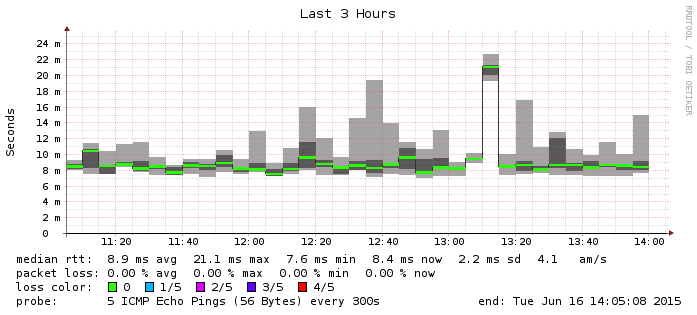 Last 3 Hours
RRDTOOL / TOBI OETIKER
Seconds
24 m
22 m
20 m
18 m
16 m
14 m
12 m
10 m
8 m
6 m
4 m
2 m
0
11:20 11:40 12:00 12:20 12:40 13:00 13:20 13:40 14:00
median rtt: 8.9 ms avg 21.1 ms max 7.6 ms min 8.4 ms now 2.2 ms sd 4.1 am/s
packet loss: 0.00 % avg 0.00 % max 0.00 % min 0.00 % now
loss color: 0 1/5 2/5 3/5 4/5
probe: 5 ICMP Echo Pings (56 Bytes) every 300s end: Tue Jun 16 14:05:08 2015